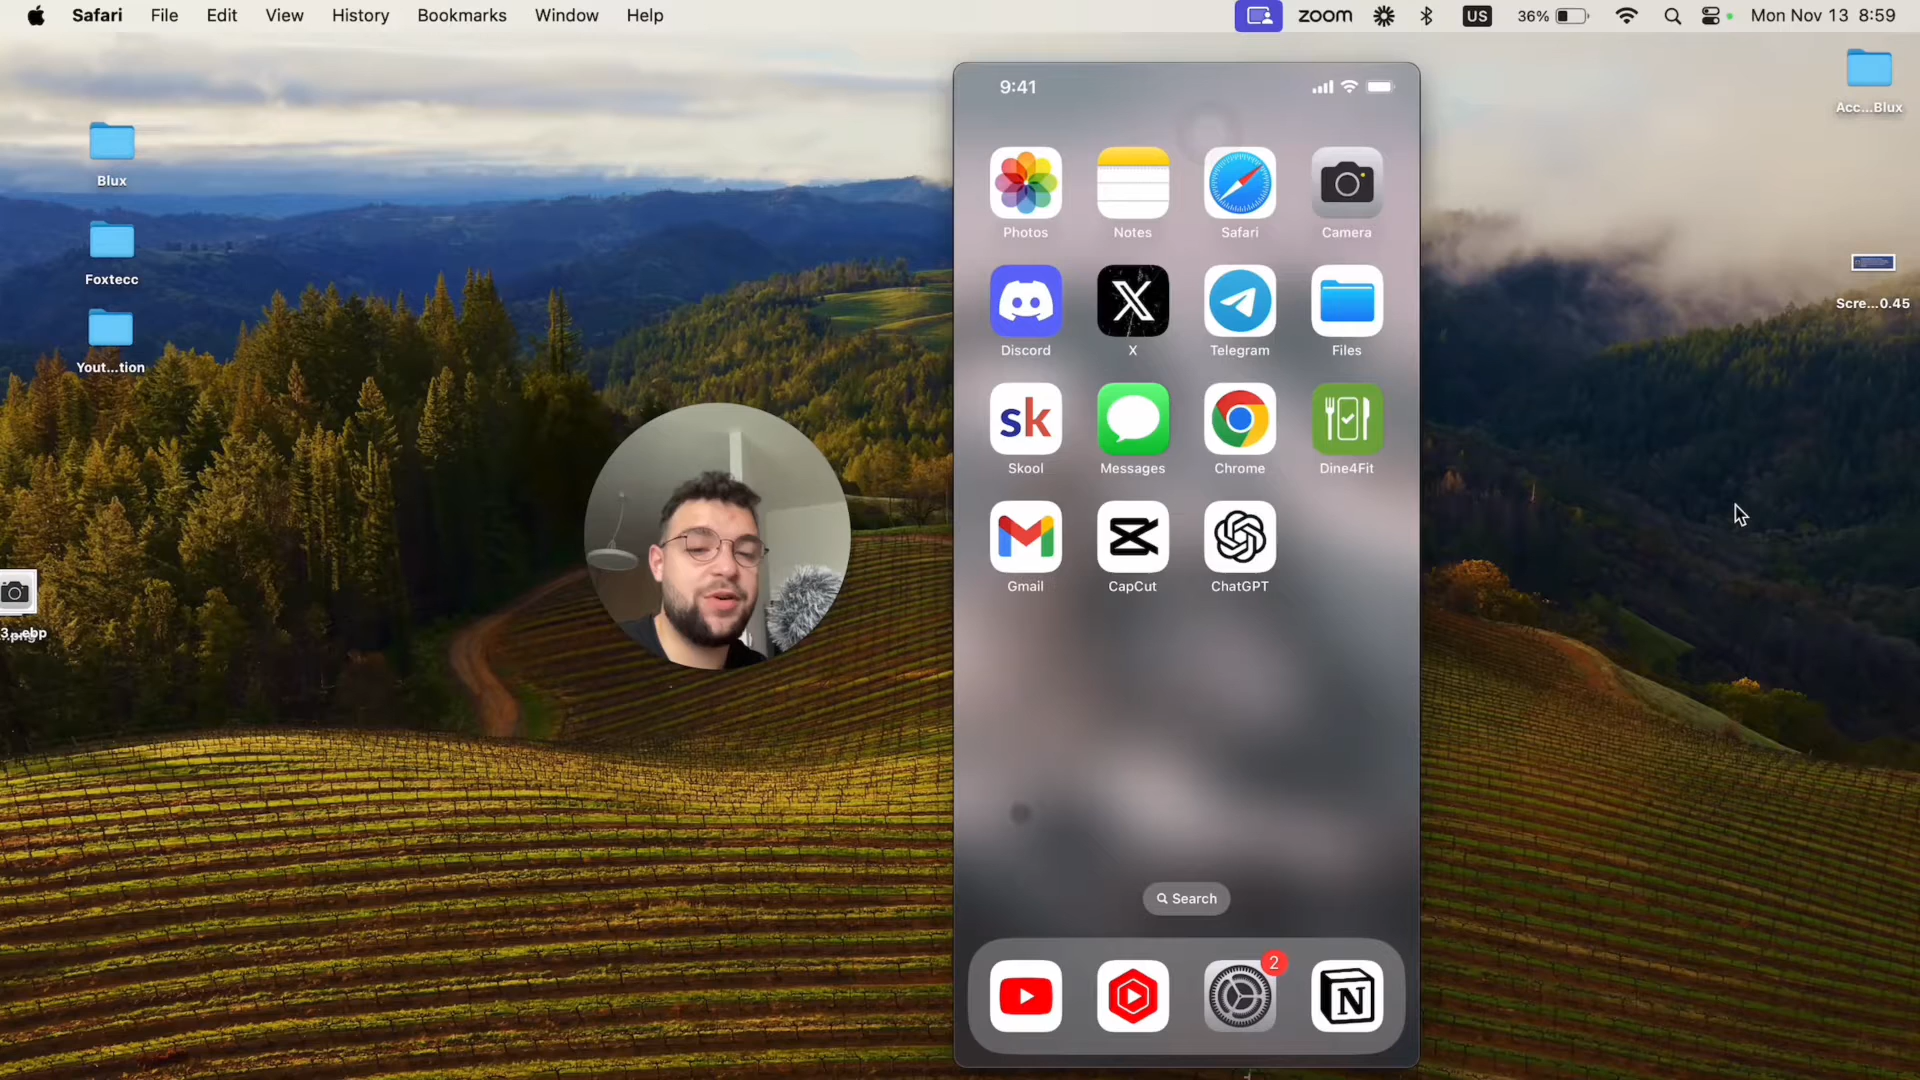 Safari File Edit View History Bookmarks Window Help zoom US 36% Mon Nov 13 8:59
Acc...Blux
Blux
Foxtecc
Yout...tion
Scre...0.45
9:41
Photos Notes Safari Camera
Discord X Telegram Files
sk
Skool Messages Chrome Dine4Fit
Gmail CapCut ChatGPT
Search
2
N